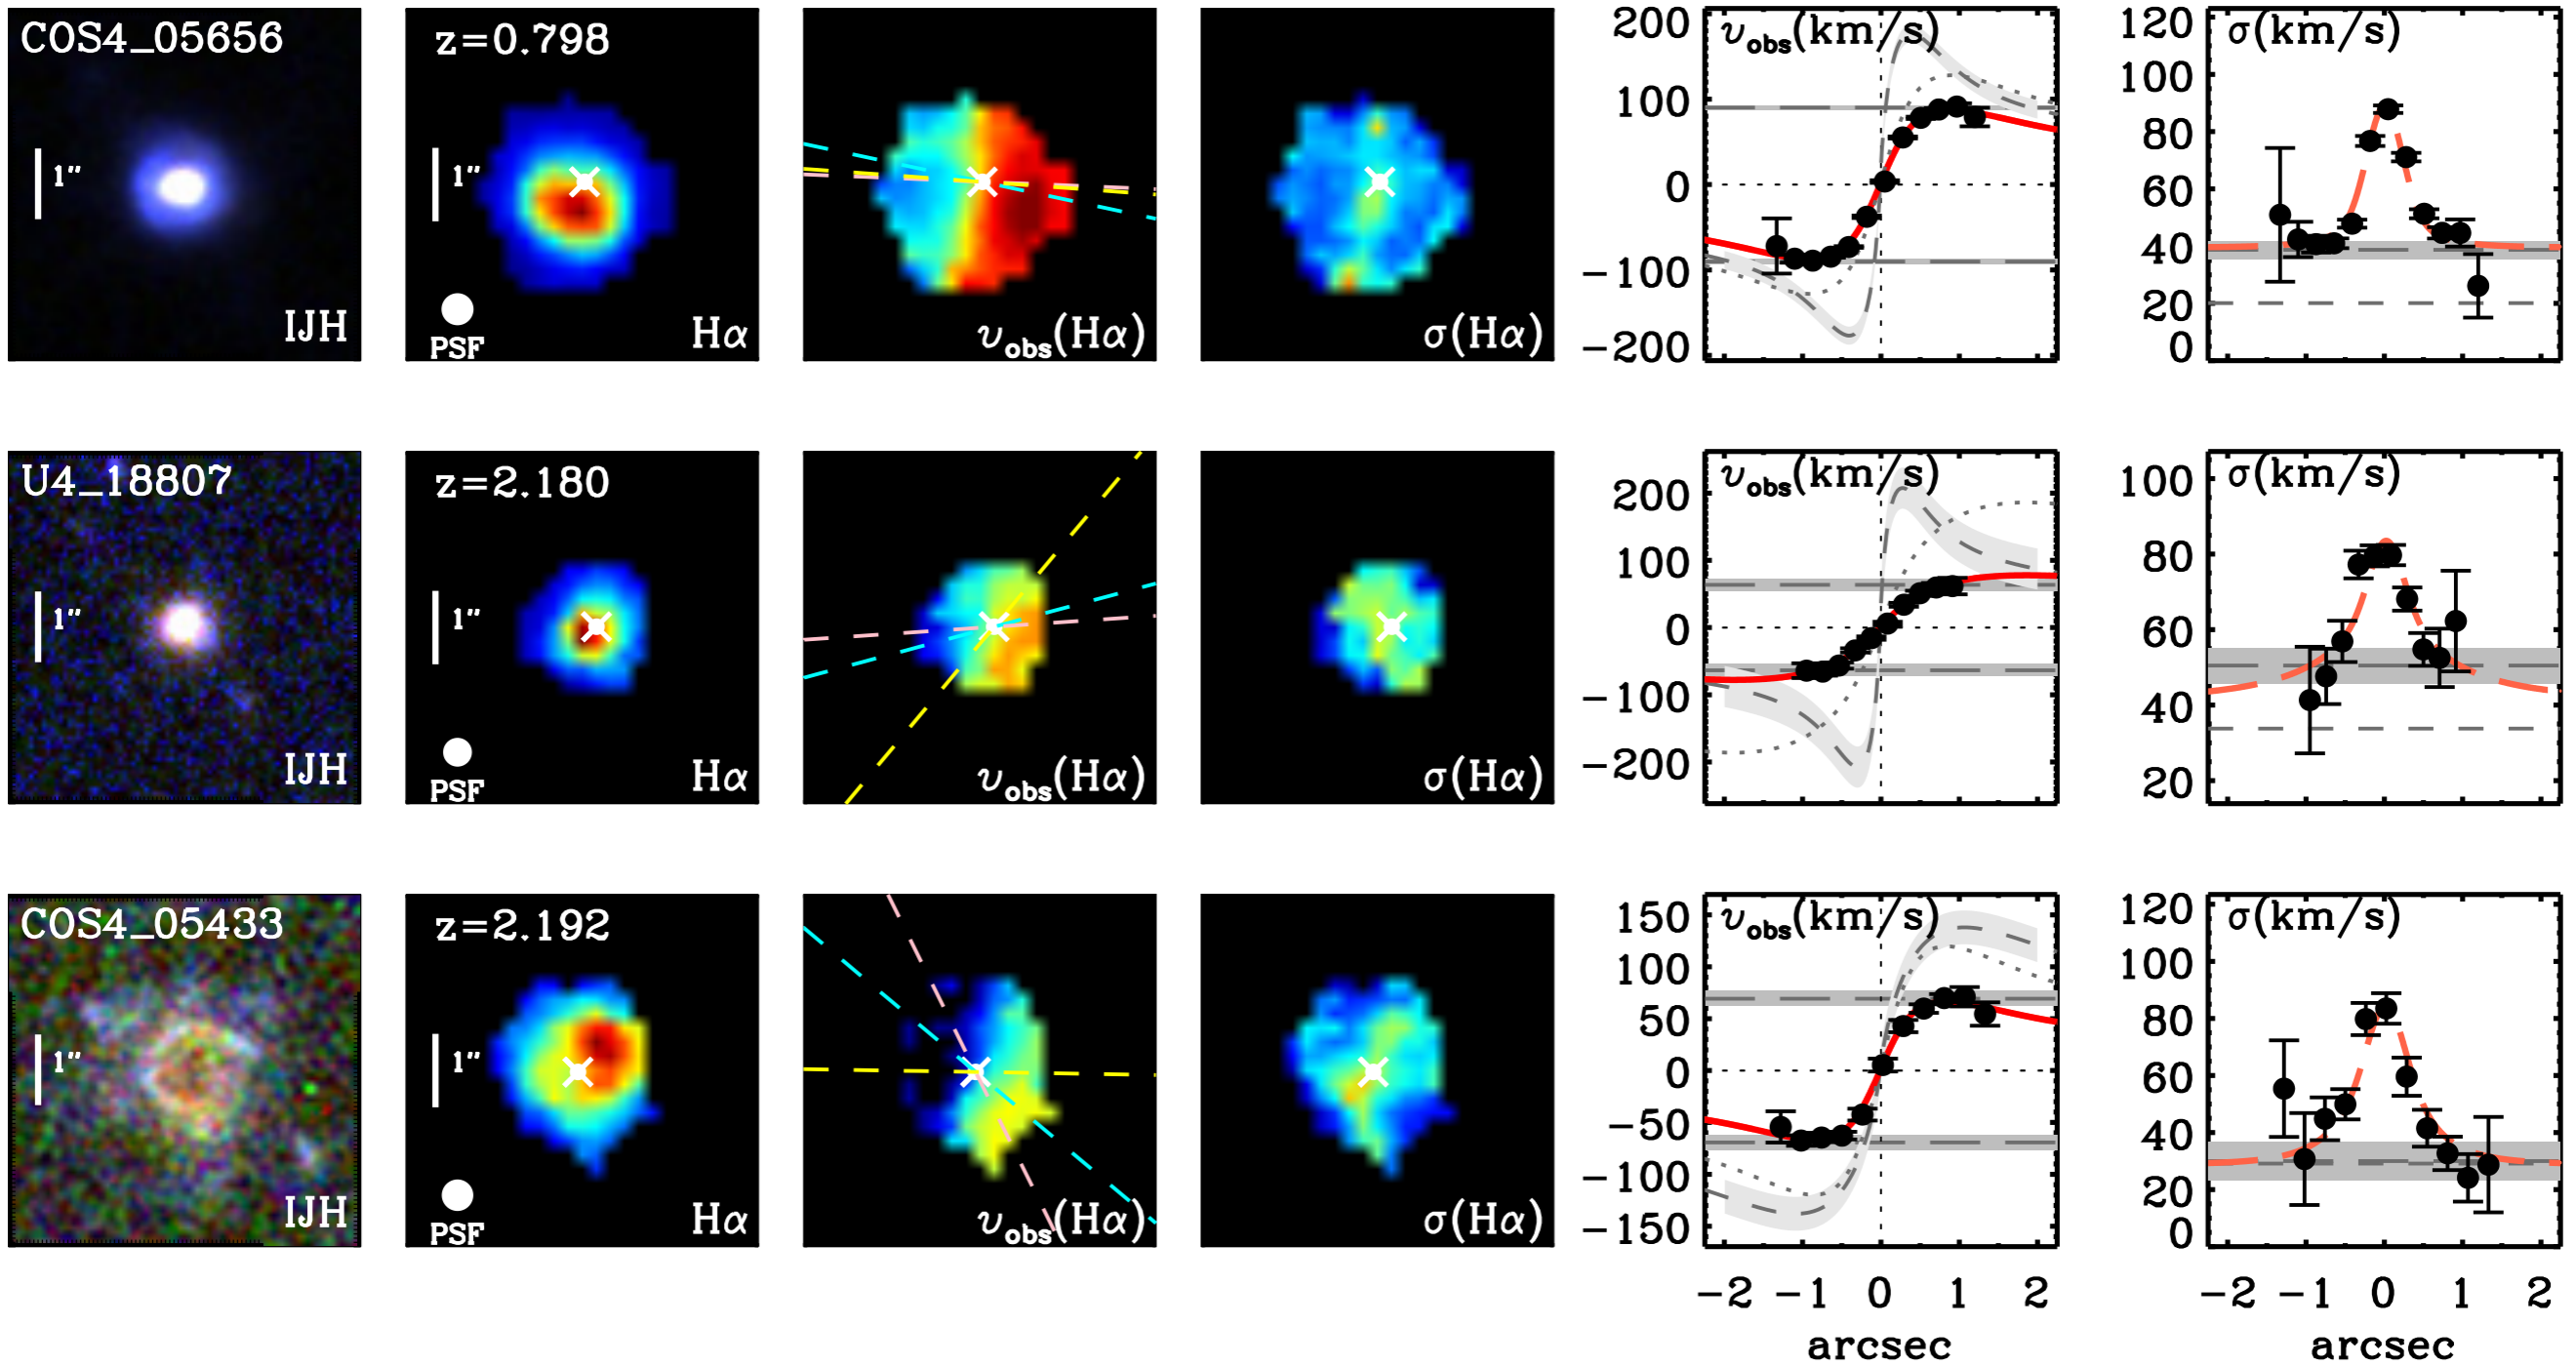 COS4_05656
1"
IJH
z=0.798
1"
PSF
Hα
υobs(Hα)
σ(Hα)
υobs(km/s)
200
100
0
−100
−200
σ(km/s)
120
100
80
60
40
20
0
U4_18807
1"
IJH
z=2.180
1"
PSF
Hα
υobs(Hα)
σ(Hα)
υobs(km/s)
200
100
0
−100
−200
σ(km/s)
100
80
60
40
20
COS4_05433
1"
IJH
z=2.192
1"
PSF
Hα
υobs(Hα)
σ(Hα)
υobs(km/s)
150
100
50
0
−50
−100
−150
σ(km/s)
120
100
80
60
40
20
0
−2 −1 0 1 2
arcsec
−2 −1 0 1 2
arcsec